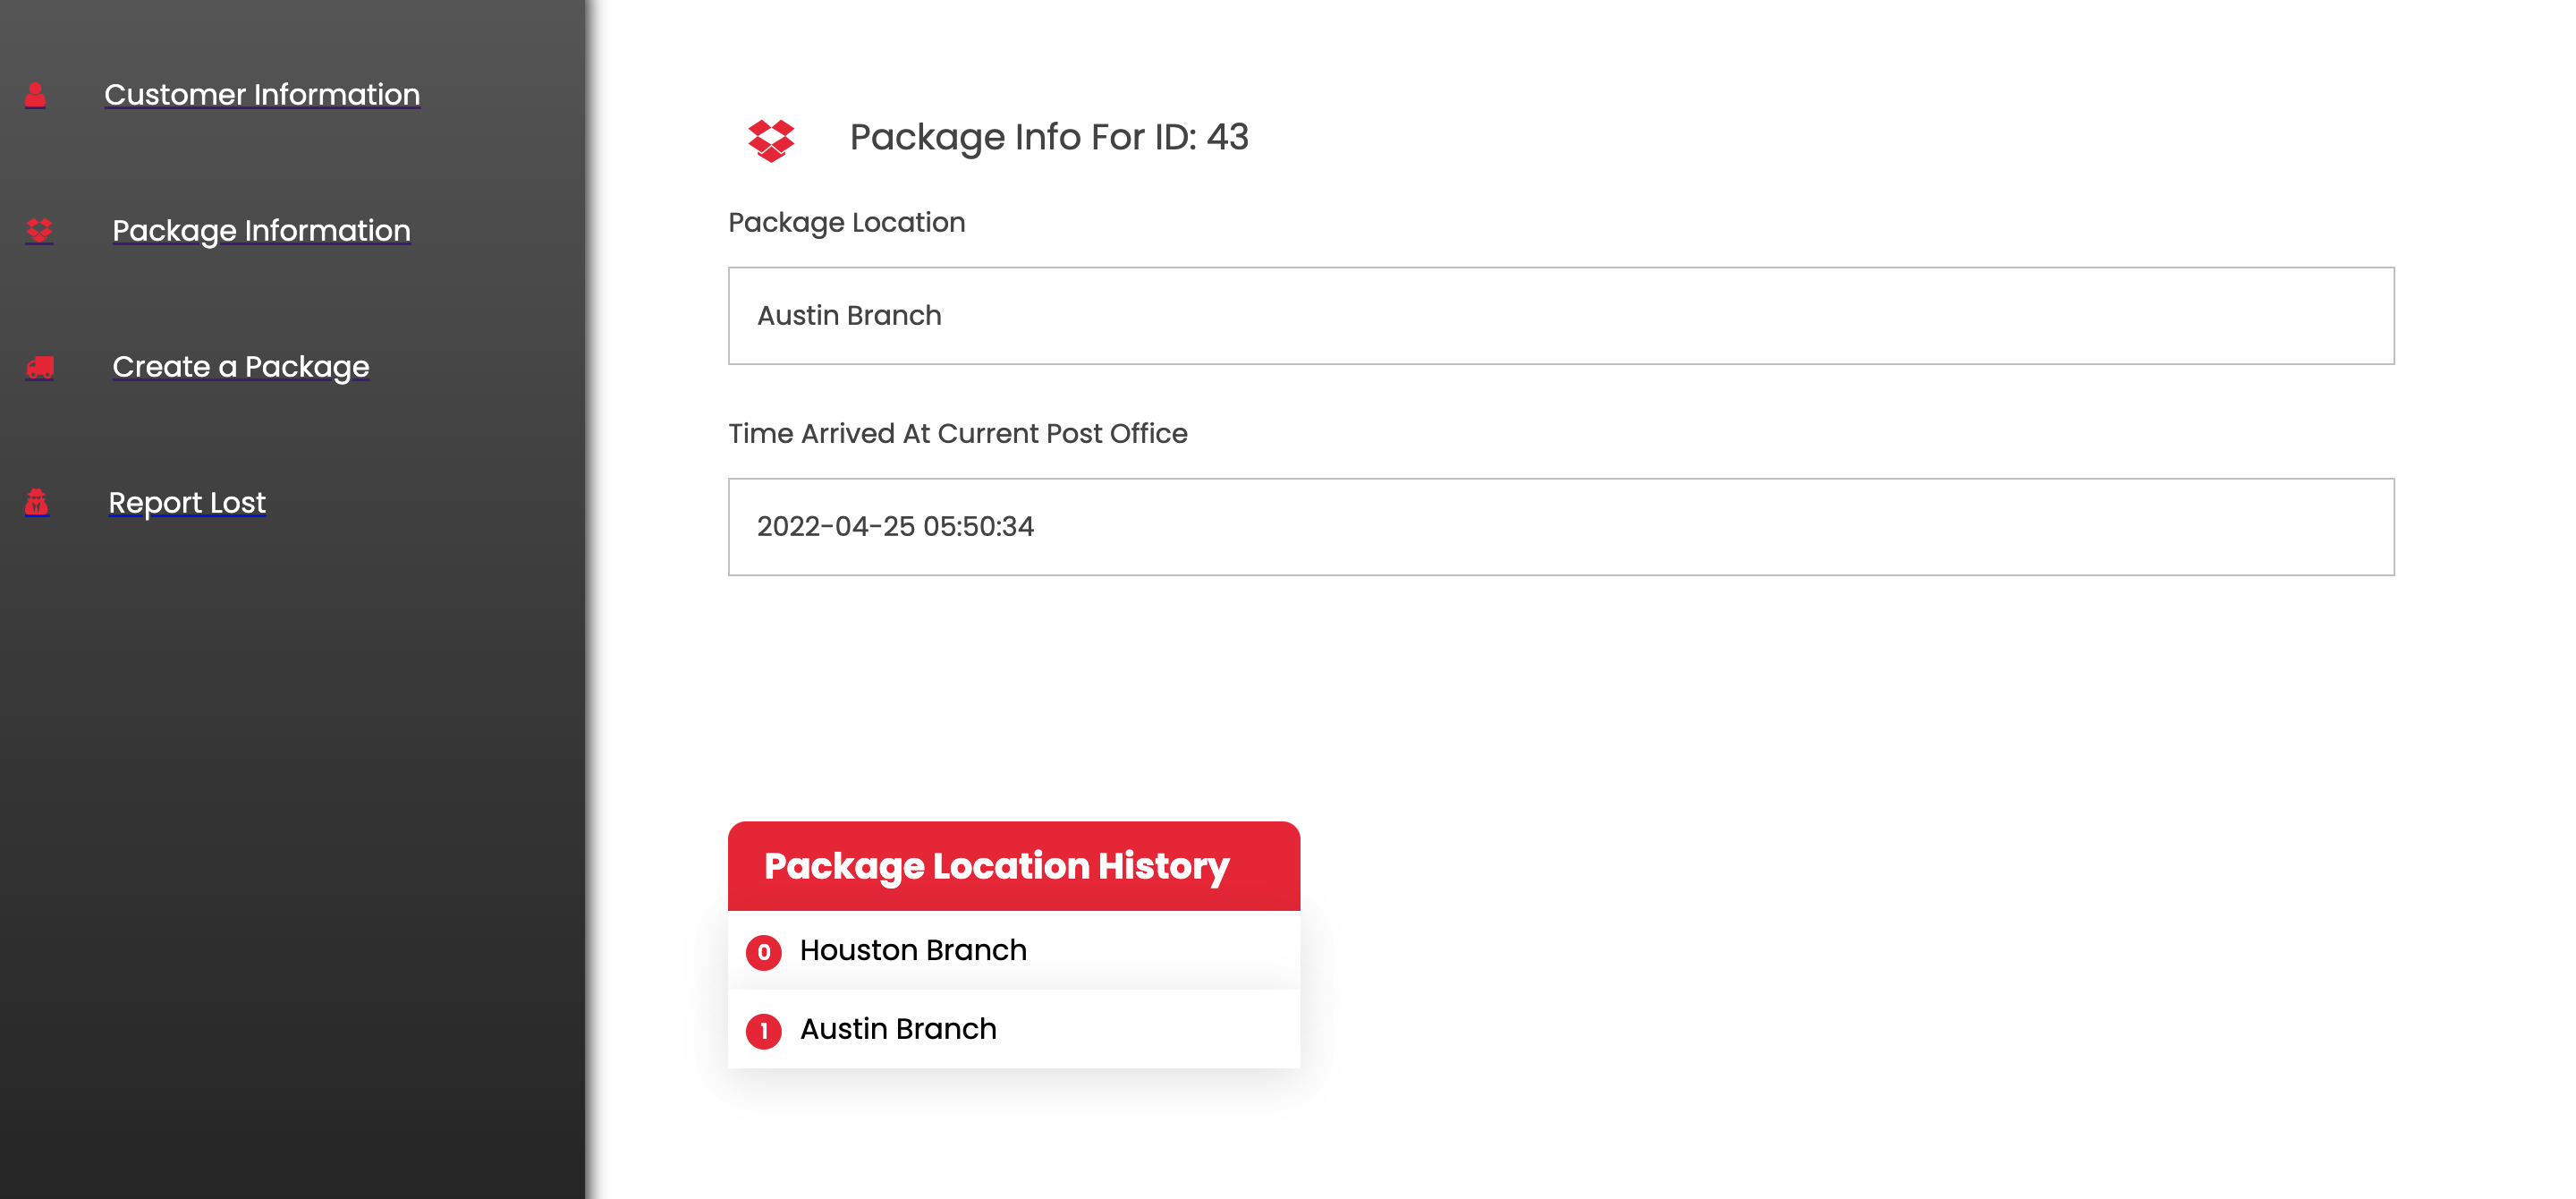 Customer Information
Package Information
Create a Package
Report Lost
Package Info For ID: 43
Package Location
Austin Branch
Time Arrived At Current Post Office
2022-04-25 05:50:34
Package Location History
0 Houston Branch
1 Austin Branch